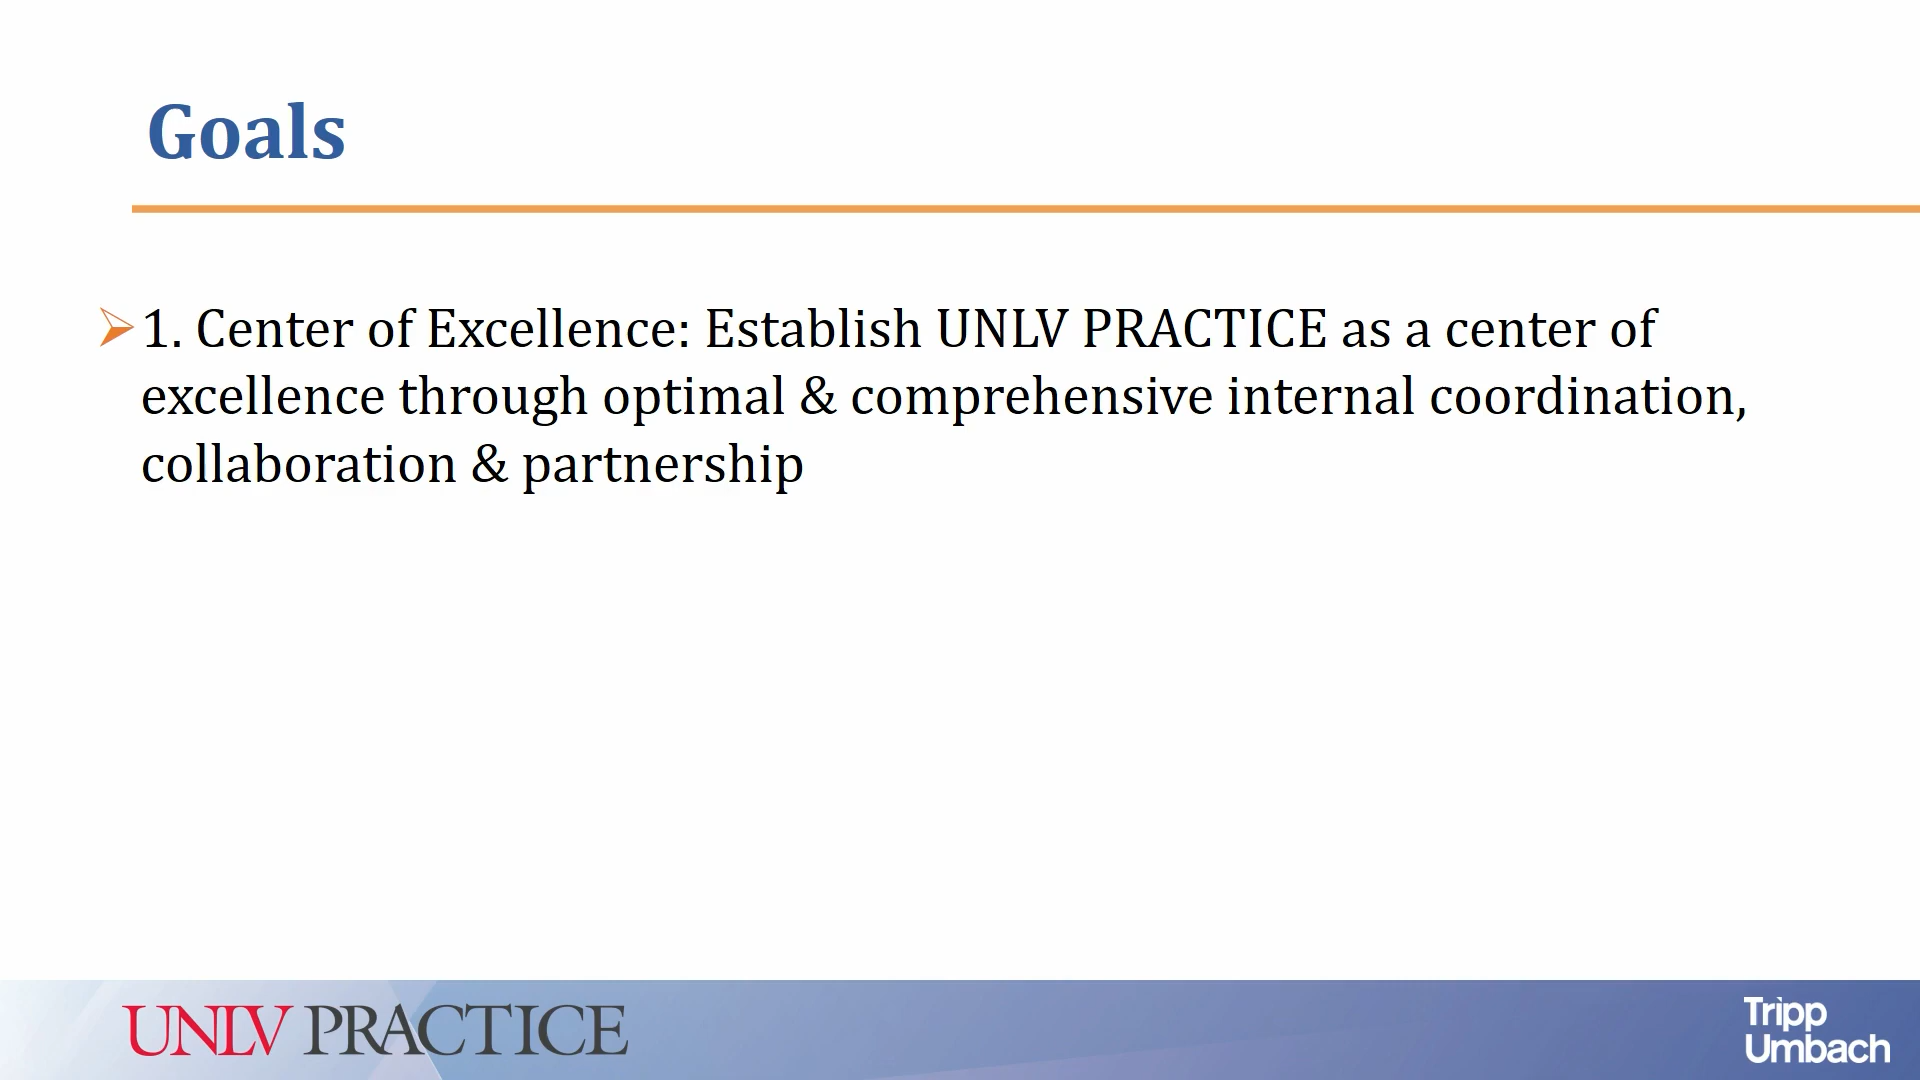 Goals
1. Center of Excellence: Establish UNLV PRACTICE as a center of
excellence through optimal & comprehensive internal coordination,
collaboration & partnership
UNLV PRACTICE
Tripp
Umbach